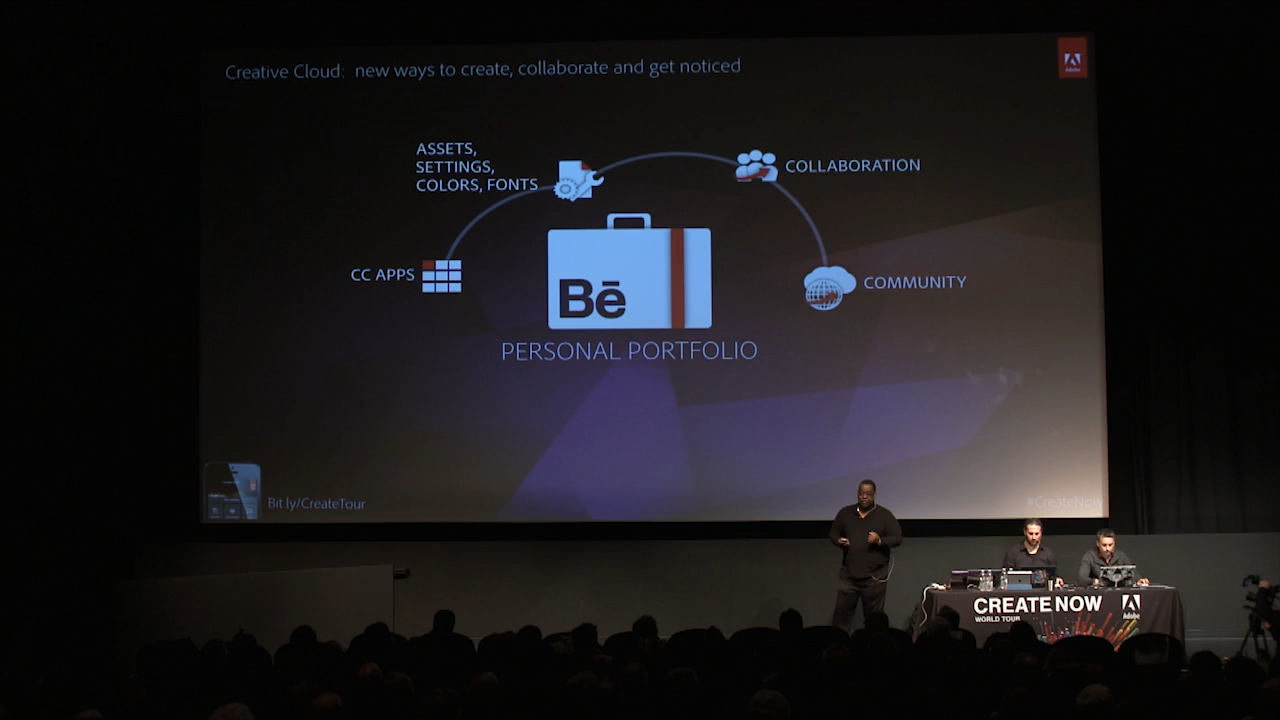 Creative Cloud: new ways to create, collaborate and get noticed
Adobe
ASSETS,
SETTINGS,
COLORS, FONTS
COLLABORATION
CC APPS
Bē
COMMUNITY
PERSONAL PORTFOLIO
Bit.ly/CreateTour
#CreateNow
CREATE NOW
WORLD TOUR
Adobe